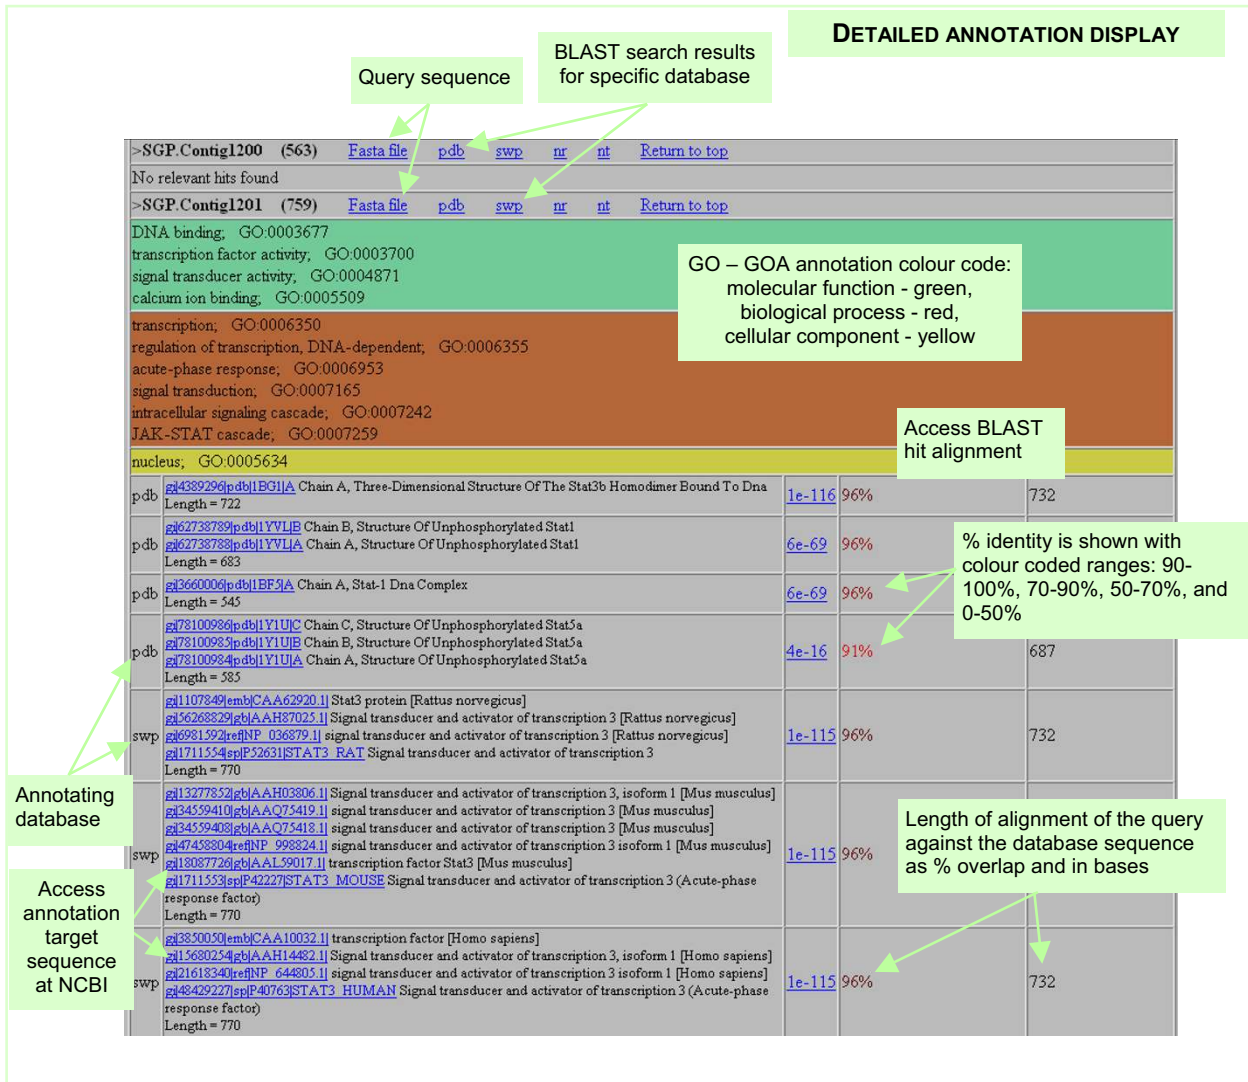 DETAILED ANNOTATION DISPLAY
BLAST search results
for specific database
Query sequence
>SGP.Contig1200 (563) Fasta file pdb swp nr nt Return to top
No relevant hits found
>SGP.Contig1201 (759) Fasta file pdb swp nr nt Return to top
DNA binding; GO:0003677
transcription factor activity; GO:0003700
signal transducer activity; GO:0004871
calcium ion binding; GO:0005509
GO – GOA annotation colour code:
molecular function - green,
biological process - red,
cellular component - yellow
transcription; GO:0006350
regulation of transcription, DNA-dependent; GO:0006355
acute-phase response; GO:0006953
signal transduction; GO:0007165
intracellular signaling cascade; GO:0007242
JAK-STAT cascade; GO:0007259
Access BLAST
hit alignment
nucleus; GO:0005634
pdb gi|4389296|pdb|1BG1|A Chain A, Three-Dimensional Structure Of The Stat3b Homodimer Bound To Dna 1e-116 96% 732
Length = 722
gi|62738789|pdb|1YVL|B Chain B, Structure Of Unphosphorylated Stat1
pdb gi|62738788|pdb|1YVL|A Chain A, Structure Of Unphosphorylated Stat1 6e-69 96%
Length = 683
% identity is shown with
colour coded ranges: 90-
100%, 70-90%, 50-70%, and
0-50%
pdb gi|3660006|pdb|1BF5|A Chain A, Stat-1 Dna Complex 6e-69 96%
Length = 545
gi|78100986|pdb|1Y1U|C Chain C, Structure Of Unphosphorylated Stat5a
gi|78100985|pdb|1Y1U|B Chain B, Structure Of Unphosphorylated Stat5a
pdb gi|78100984|pdb|1Y1U|A Chain A, Structure Of Unphosphorylated Stat5a 4e-16 91% 687
Length = 585
gi|1107849|emb|CAA62920.1| Stat3 protein [Rattus norvegicus]
gi|56268829|gb|AAH87025.1| Signal transducer and activator of transcription 3 [Rattus norvegicus]
swp gi|6981592|ref|NP_036879.1| signal transducer and activator of transcription 3 [Rattus norvegicus] 1e-115 96% 732
gi|1711554|sp|P52631|STAT3_RAT Signal transducer and activator of transcription 3
Length = 770
Annotating
database
gi|13277852|gb|AAH03806.1| Signal transducer and activator of transcription 3, isoform 1 [Mus musculus]
gi|34559410|gb|AAQ75419.1| signal transducer and activator of transcription 3 [Mus musculus]
gi|34559408|gb|AAQ75418.1| signal transducer and activator of transcription 3 [Mus musculus]
gi|47458804|ref|NP_998824.1| signal transducer and activator of transcription 3 isoform 1 [Mus musculus]
swp gi|18087726|gb|AAL59017.1| transcription factor Stat3 [Mus musculus] 1e-115 96%
gi|1711553|sp|P42227|STAT3_MOUSE Signal transducer and activator of transcription 3 (Acute-phase
response factor)
Length = 770
Length of alignment of the query
against the database sequence
as % overlap and in bases
Access
annotation
target
sequence
at NCBI
gi|3850050|emb|CAA10032.1| transcription factor [Homo sapiens]
gi|15680254|gb|AAH14482.1| Signal transducer and activator of transcription 3, isoform 1 [Homo sapiens]
gi|21618340|ref|NP_644805.1| signal transducer and activator of transcription 3 isoform 1 [Homo sapiens]
swp gi|48429227|sp|P40763|STAT3_HUMAN Signal transducer and activator of transcription 3 (Acute-phase 1e-115 96% 732
response factor)
Length = 770